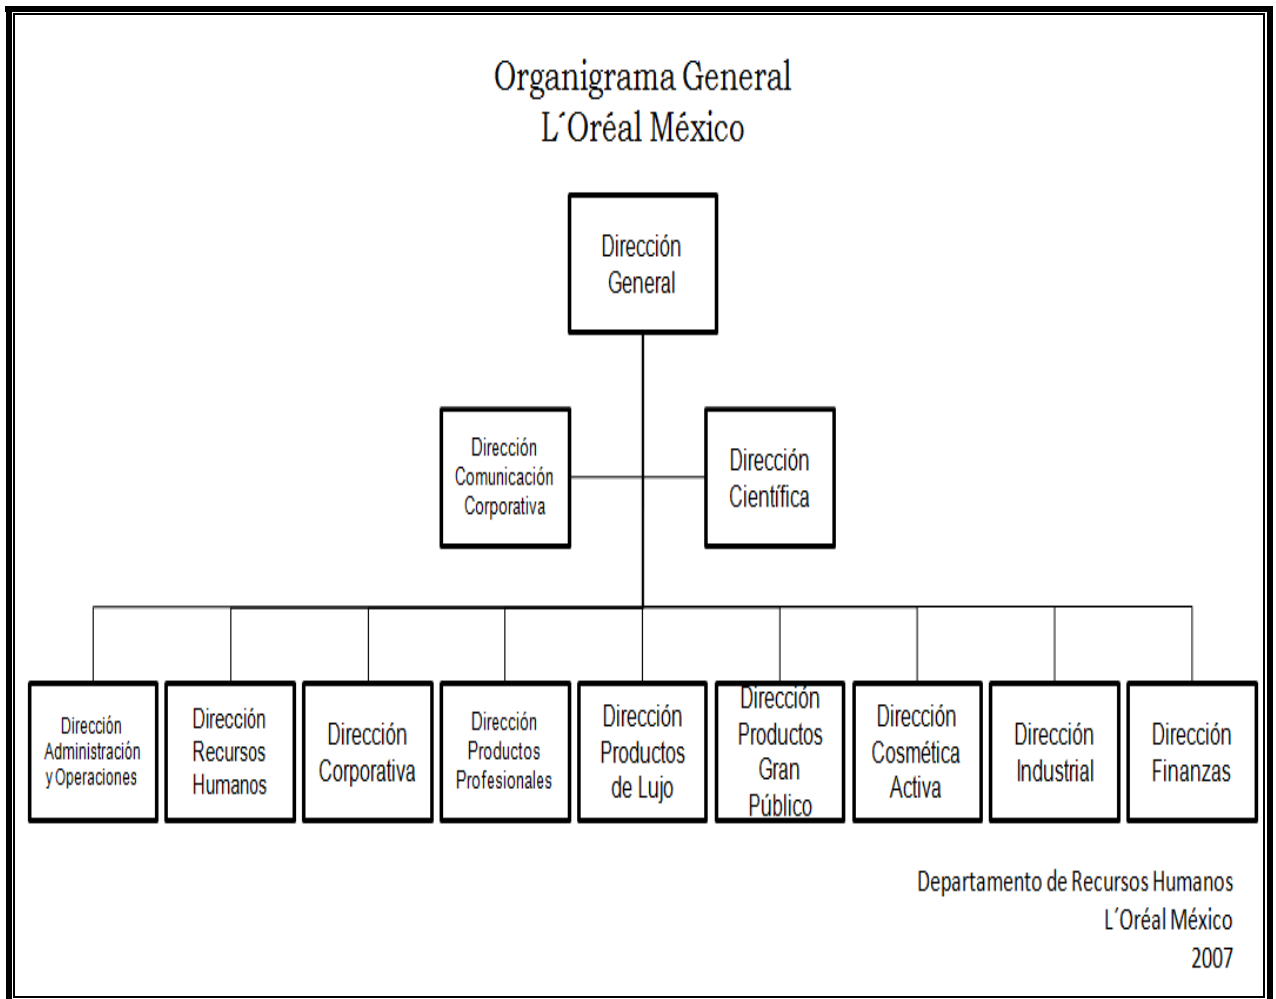 Organigrama General
L´Oréal México
Dirección
General
Dirección
Comunicación
Corporativa
Dirección
Científica
Dirección
Administración
y Operaciones
Dirección
Recursos
Humanos
Dirección
Corporativa
Dirección
Productos
Profesionales
Dirección
Productos
de Lujo
Dirección
Productos
Gran
Público
Dirección
Cosmética
Activa
Dirección
Industrial
Dirección
Finanzas
Departamento de Recursos Humanos
L´Oréal México
2007